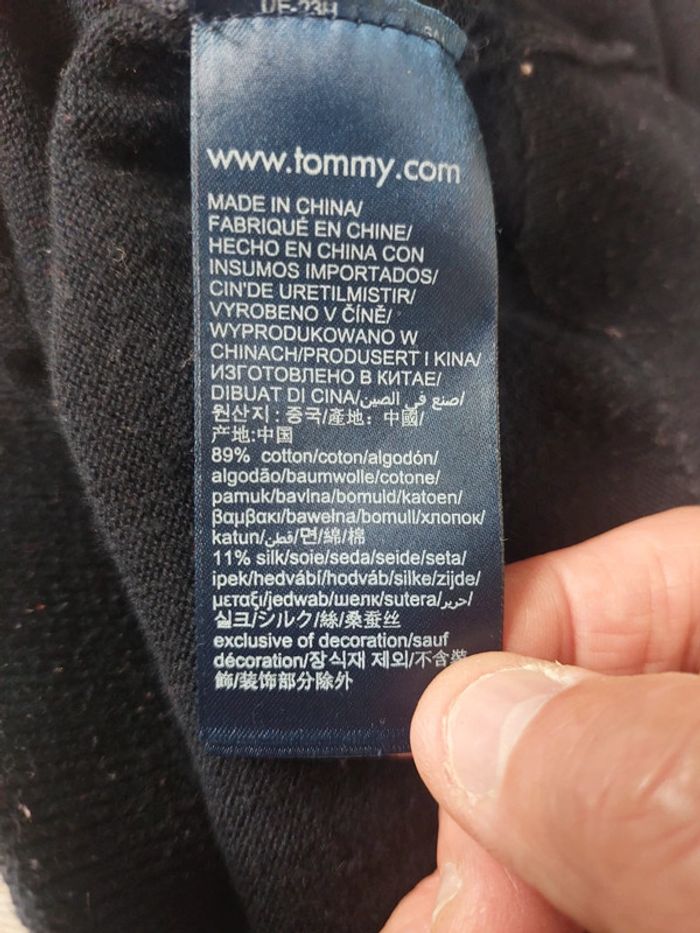 www.tommy.com
MADE IN CHINA/
FABRIQUÉ EN CHINE/
HECHO EN CHINA CON
INSUMOS IMPORTADOS/
CIN'DE URETILMISTIR/
VYROBENO V ČÍNĚ/
WYPRODUKOWANO W
CHINACH/PRODUSERT I KINA/
ИЗГОТОВЛЕНО В КИТАЕ/
DIBUAT DI CINA/صنع في الصين/
원산지 : 중국/產地: 中國/
产地:中国
89% cotton/coton/algodón/
algodão/baumwolle/cotone/
pamuk/bavlna/bomuld/katoen/
βαμβακι/bawełna/bomull/хлопок/
katun/قطن/면/綿/棉
11% silk/soie/seda/seide/seta/
ipek/hedvábí/hodváb/silke/zijde/
μεταξι/jedwab/шелк/sutera/حرير/
실크/シルク/絲/桑蚕丝
exclusive of decoration/sauf
décoration/장식재 제외/不含裝
飾/装饰部分除外